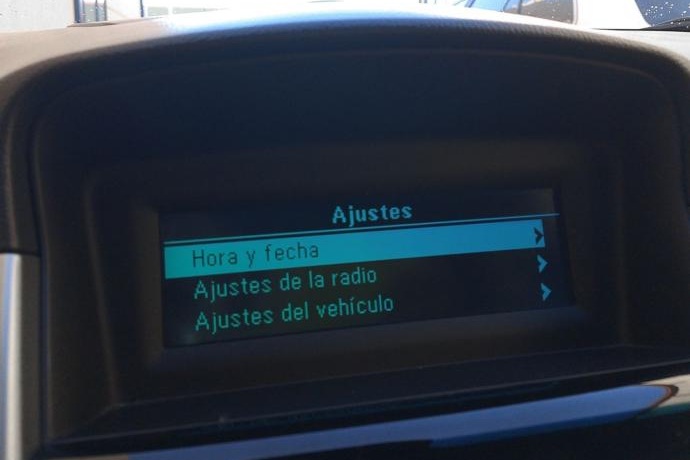 Ajustes
Hora y fecha
Ajustes de la radio
Ajustes del vehículo